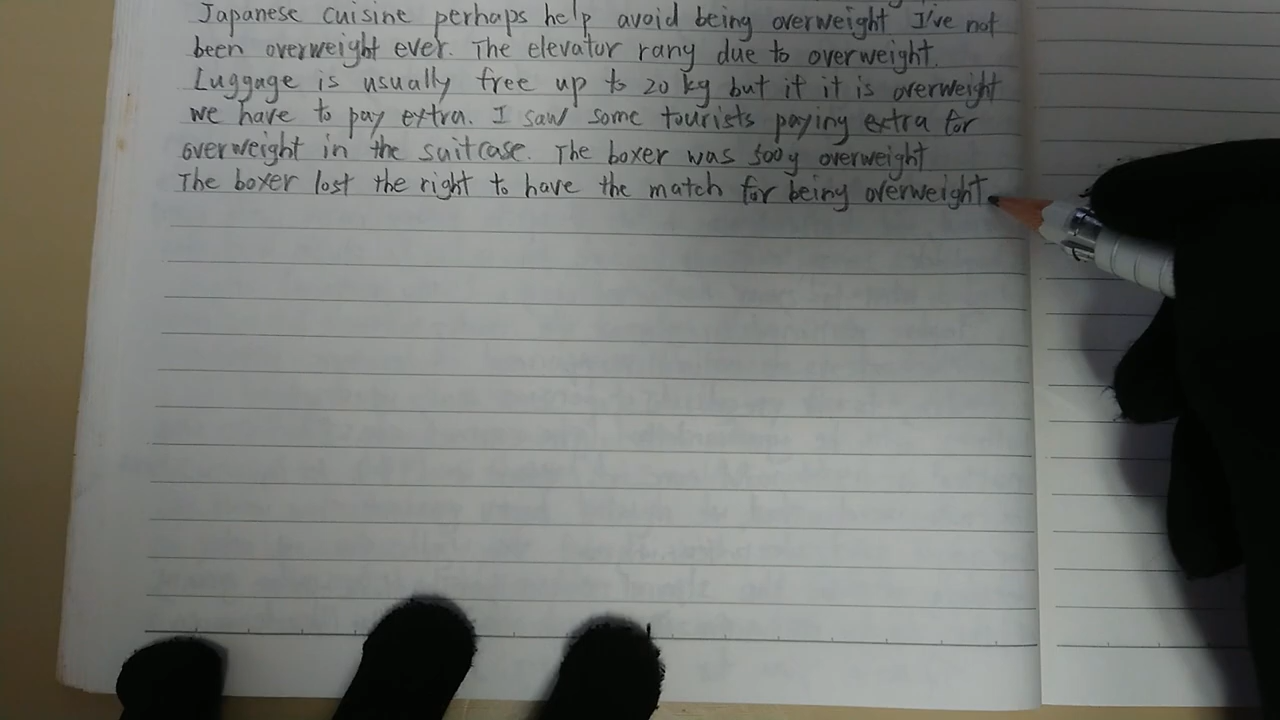 Japanese cuisine perhaps help avoid being overweight I've not
been overweight ever. The elevator rang due to overweight.
Luggage is usually free up to 20 kg but it it is overweight
we have to pay extra. I saw some tourists paying extra for
overweight in the suitcase. The boxer was 500g overweight
The boxer lost the right to have the match for being overweight.